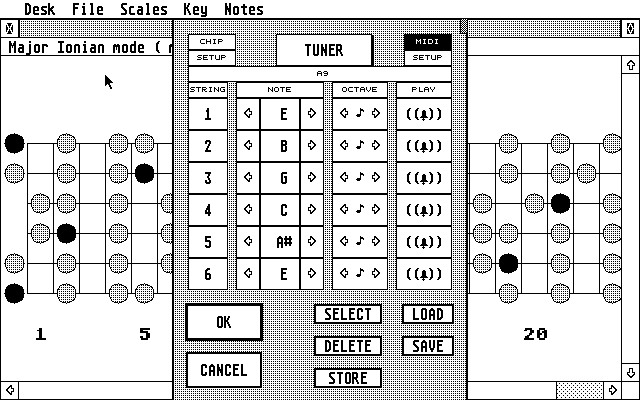 Desk File Scales Key Notes
Major Ionian mode (
CHIP
SETUP
TUNER
MIDI
SETUP
A9
STRING NOTE OCTAVE PLAY
1 E
2 B
3 G
4 C
5 A#
6 E
OK
SELECT LOAD
DELETE SAVE
CANCEL
STORE
1 5 20